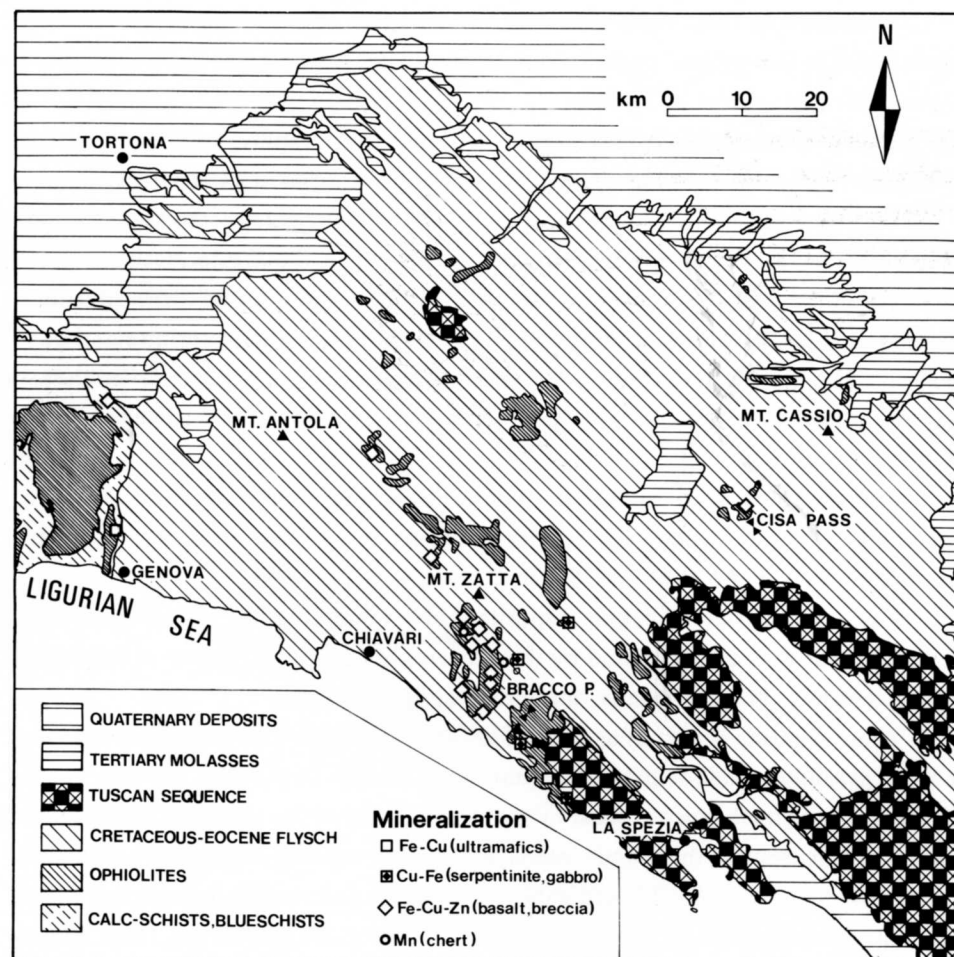 N
km 0 10 20
TORTONA
MT. ANTOLA
MT. CASSIO
CISA PASS
GENOVA
MT. ZATTA
LIGURIAN SEA
CHIAVARI
BRACCO P.
LA SPEZIA
QUATERNARY DEPOSITS
TERTIARY MOLASSES
TUSCAN SEQUENCE
CRETACEOUS-EOCENE FLYSCH
OPHIOLITES
CALC-SCHISTS, BLUESCHISTS
Mineralization
Fe-Cu (ultramafics)
Cu-Fe (serpentinite, gabbro)
Fe-Cu-Zn (basalt, breccia)
Mn (chert)